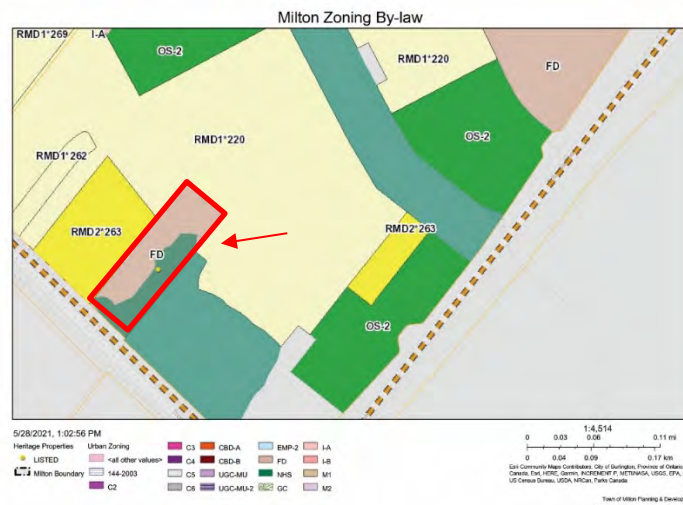 Milton Zoning By-law
RMD1*269
I-A
OS-2
RMD1*220
FD
OS-2
RMD1*220
RMD1*262
RMD2*263
RMD2*263
FD
OS-2
5/28/2021, 1:02:56 PM
Heritage Properties
LISTED
Milton Boundary
Urban Zoning
<all other values>
144-2003
C2
C3
C4
C5
C6
CBD-A
CBD-B
UGC-MU
UGC-MU-2
EMP-2
FD
NHS
GC
I-A
I-B
M1
M2
1:4,514
0 0.03 0.06 0.11 mi
0 0.04 0.09 0.17 km
Esri Community Maps Contributors, City of Burlington, Province of Ontario,
Canada, Esri, HERE, Garmin, INCREMENT P, METI/NASA, USGS, EPA,
US Census Bureau, USDA, NRCan, Parks Canada
Town of Milton Planning & Develop